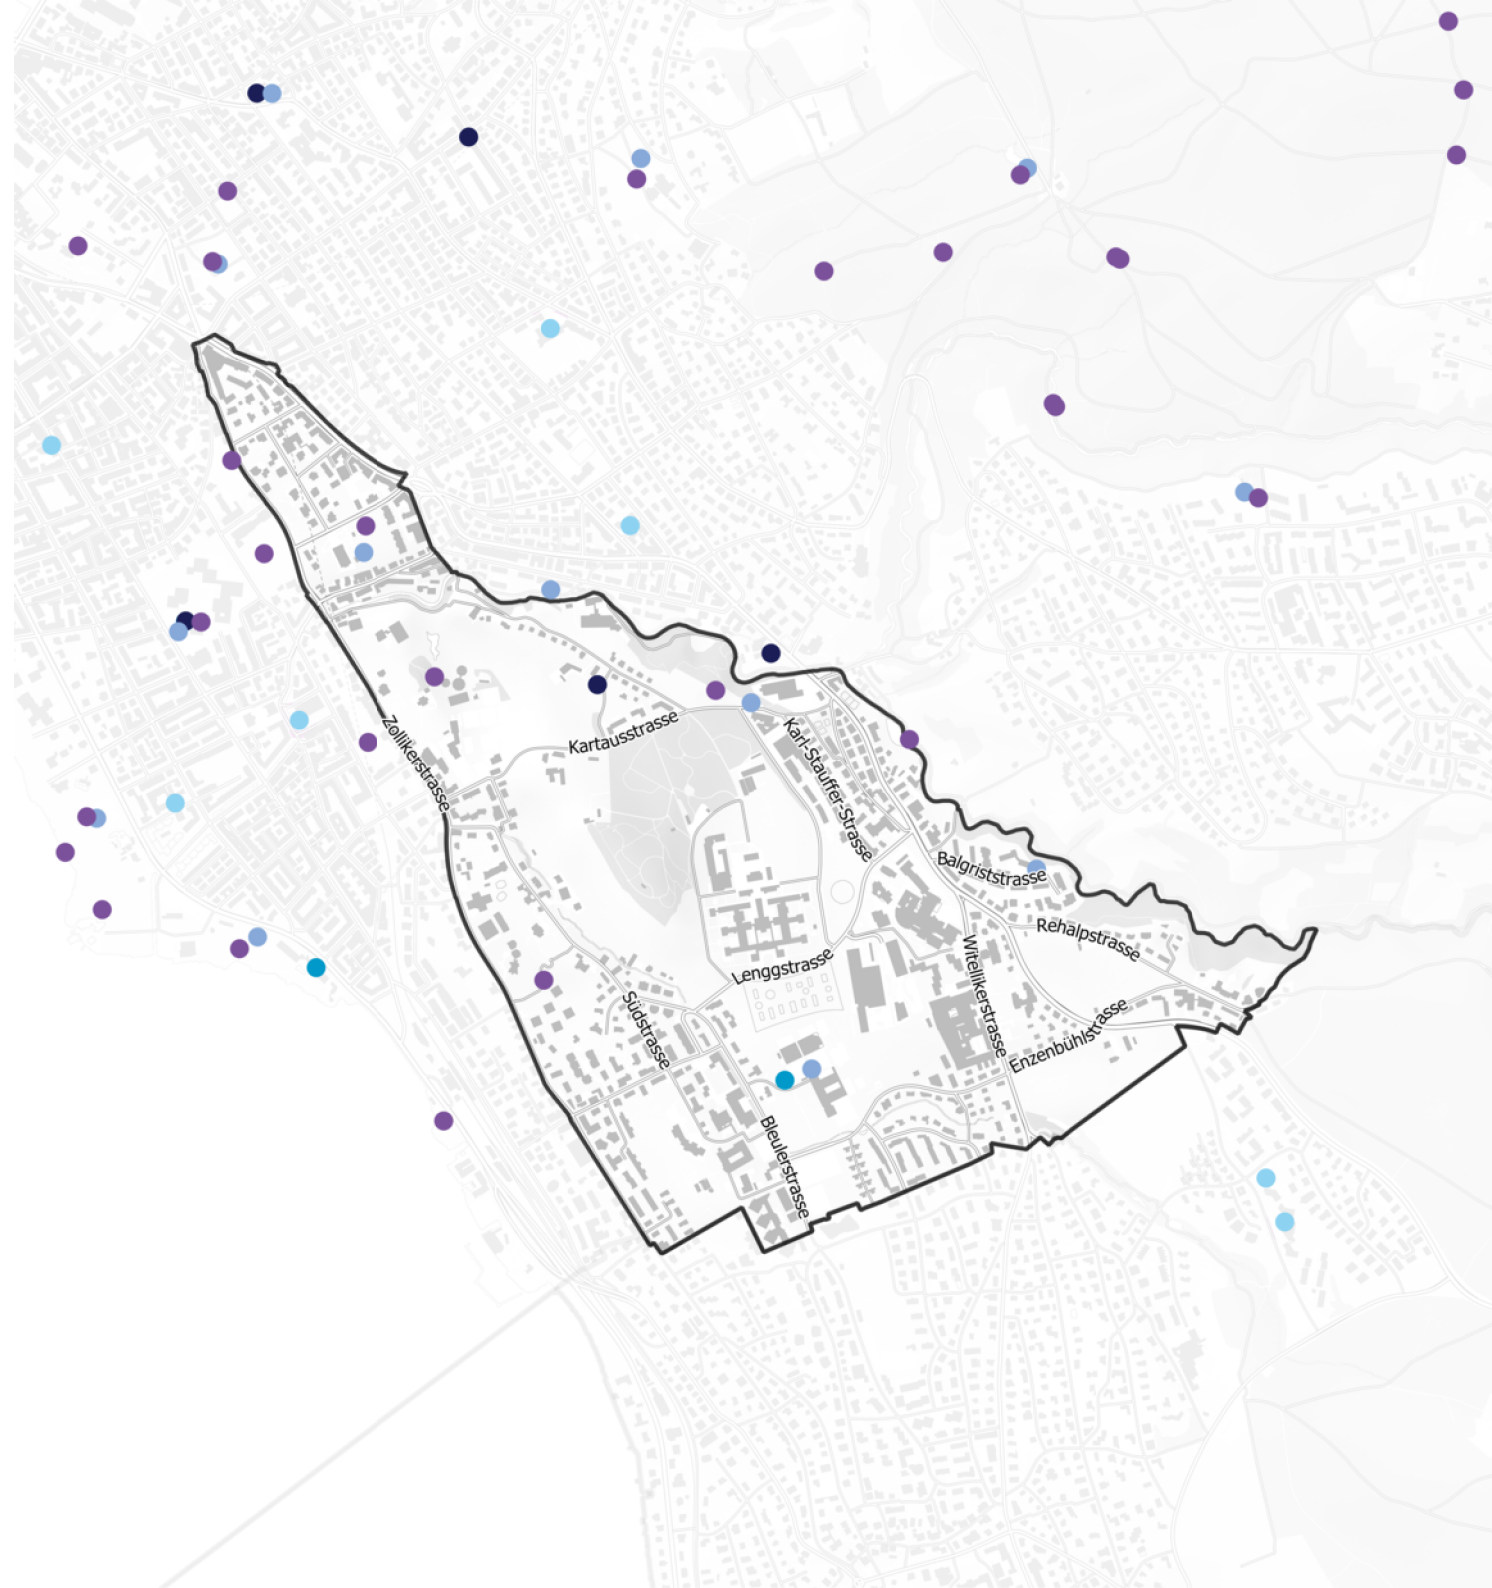 Zollikerstrasse
Kartausstrasse
Karl-Stauffer-Strasse
Balgriststrasse
Rehalpstrasse
Lenggstrasse
Witellikerstrasse
Südstrasse
Enzenbühlstrasse
Bleulerstrasse